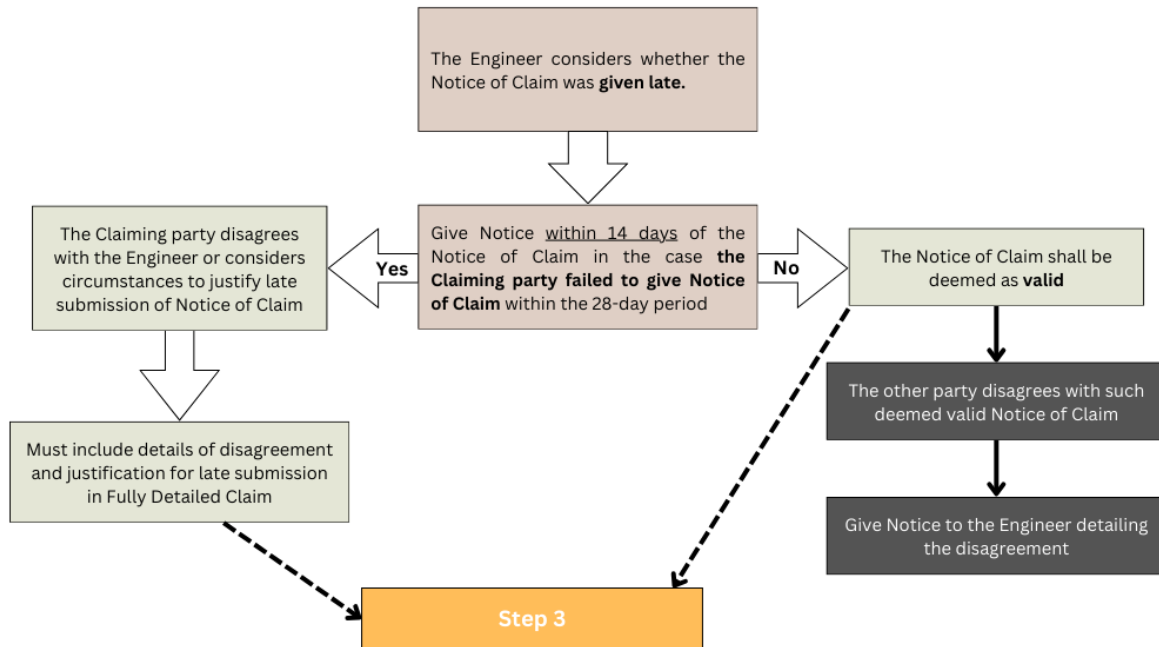 The Engineer considers whether the
Notice of Claim was given late.
The Claiming party disagrees
with the Engineer or considers
circumstances to justify late
submission of Notice of Claim
Yes
Give Notice within 14 days of the
Notice of Claim in the case the
Claiming party failed to give Notice
of Claim within the 28-day period
No
The Notice of Claim shall be
deemed as valid
The other party disagrees with such
deemed valid Notice of Claim
Must include details of disagreement
and justification for late submission
in Fully Detailed Claim
Give Notice to the Engineer detailing
the disagreement
Step 3